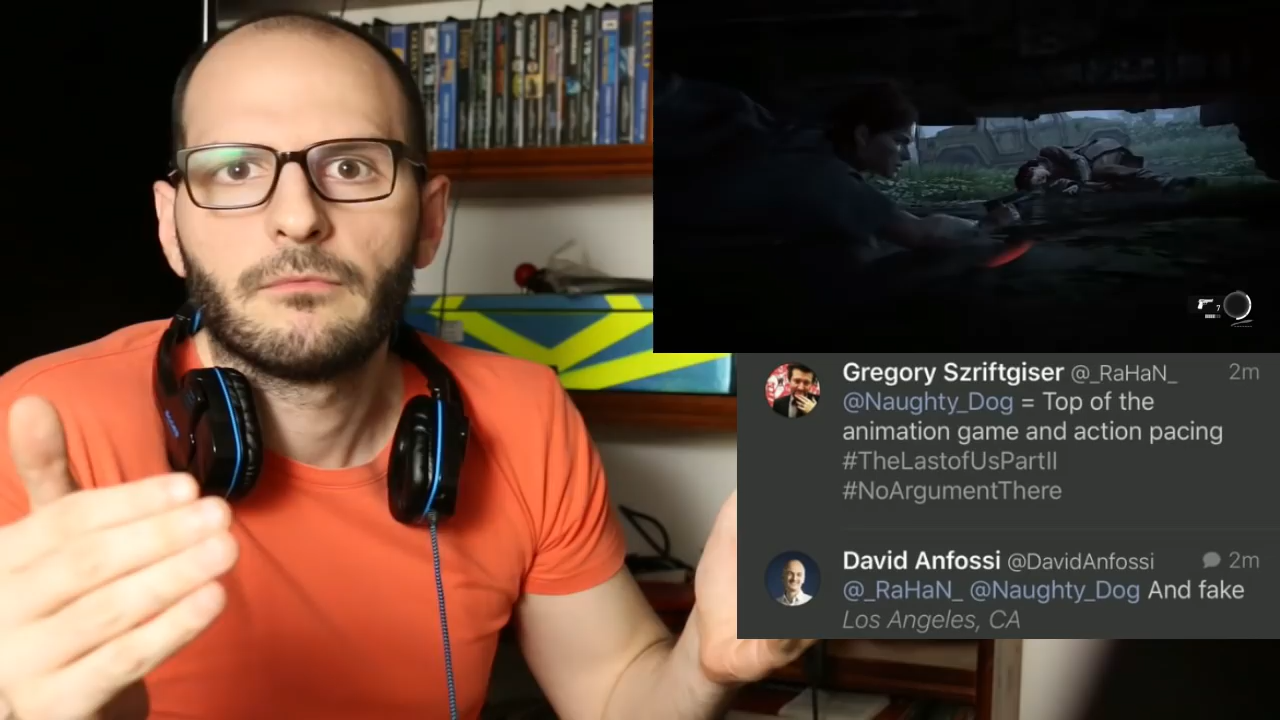 7
Gregory Szriftgiser @_RaHaN_ 2m
@Naughty_Dog = Top of the
animation game and action pacing
#TheLastofUsPartII
#NoArgumentThere
David Anfossi @DavidAnfossi 2m
@_RaHaN_ @Naughty_Dog And fake
Los Angeles, CA